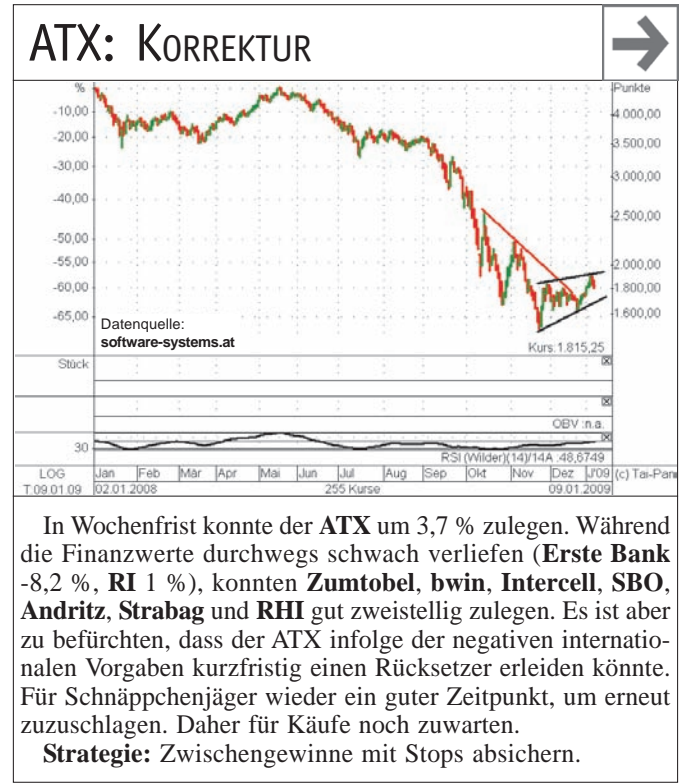 ATX: KORREKTUR
% Punkte
-10,00 4 000,00
-20,00 3.500,00
-30,00 3.000,00
-40,00 2.500,00
-50,00 2.000,00
-55,00
-60,00 1.800,00
-65,00 1.600,00
Datenquelle:
software-systems.at
Kurs:1.815,25
Stück
OBV :n.a.
30
RSI (Wilder)(14)/14A :48,6749
LOG Jan Feb Mär Apr Mai Jun Jul Aug Sep Okt Nov Dez J'09 (c) Tai-Pan
T:09.01.09 02.01.2008 255 Kurse 09.01.2009
In Wochenfrist konnte der ATX um 3,7 % zulegen. Während
die Finanzwerte durchwegs schwach verliefen (Erste Bank
-8,2 %, RI 1 %), konnten Zumtobel, bwin, Intercell, SBO,
Andritz, Strabag und RHI gut zweistellig zulegen. Es ist aber
zu befürchten, dass der ATX infolge der negativen internatio-
nalen Vorgaben kurzfristig einen Rücksetzer erleiden könnte.
Für Schnäppchenjäger wieder ein guter Zeitpunkt, um erneut
zuzuschlagen. Daher für Käufe noch zuwarten.
Strategie: Zwischengewinne mit Stops absichern.